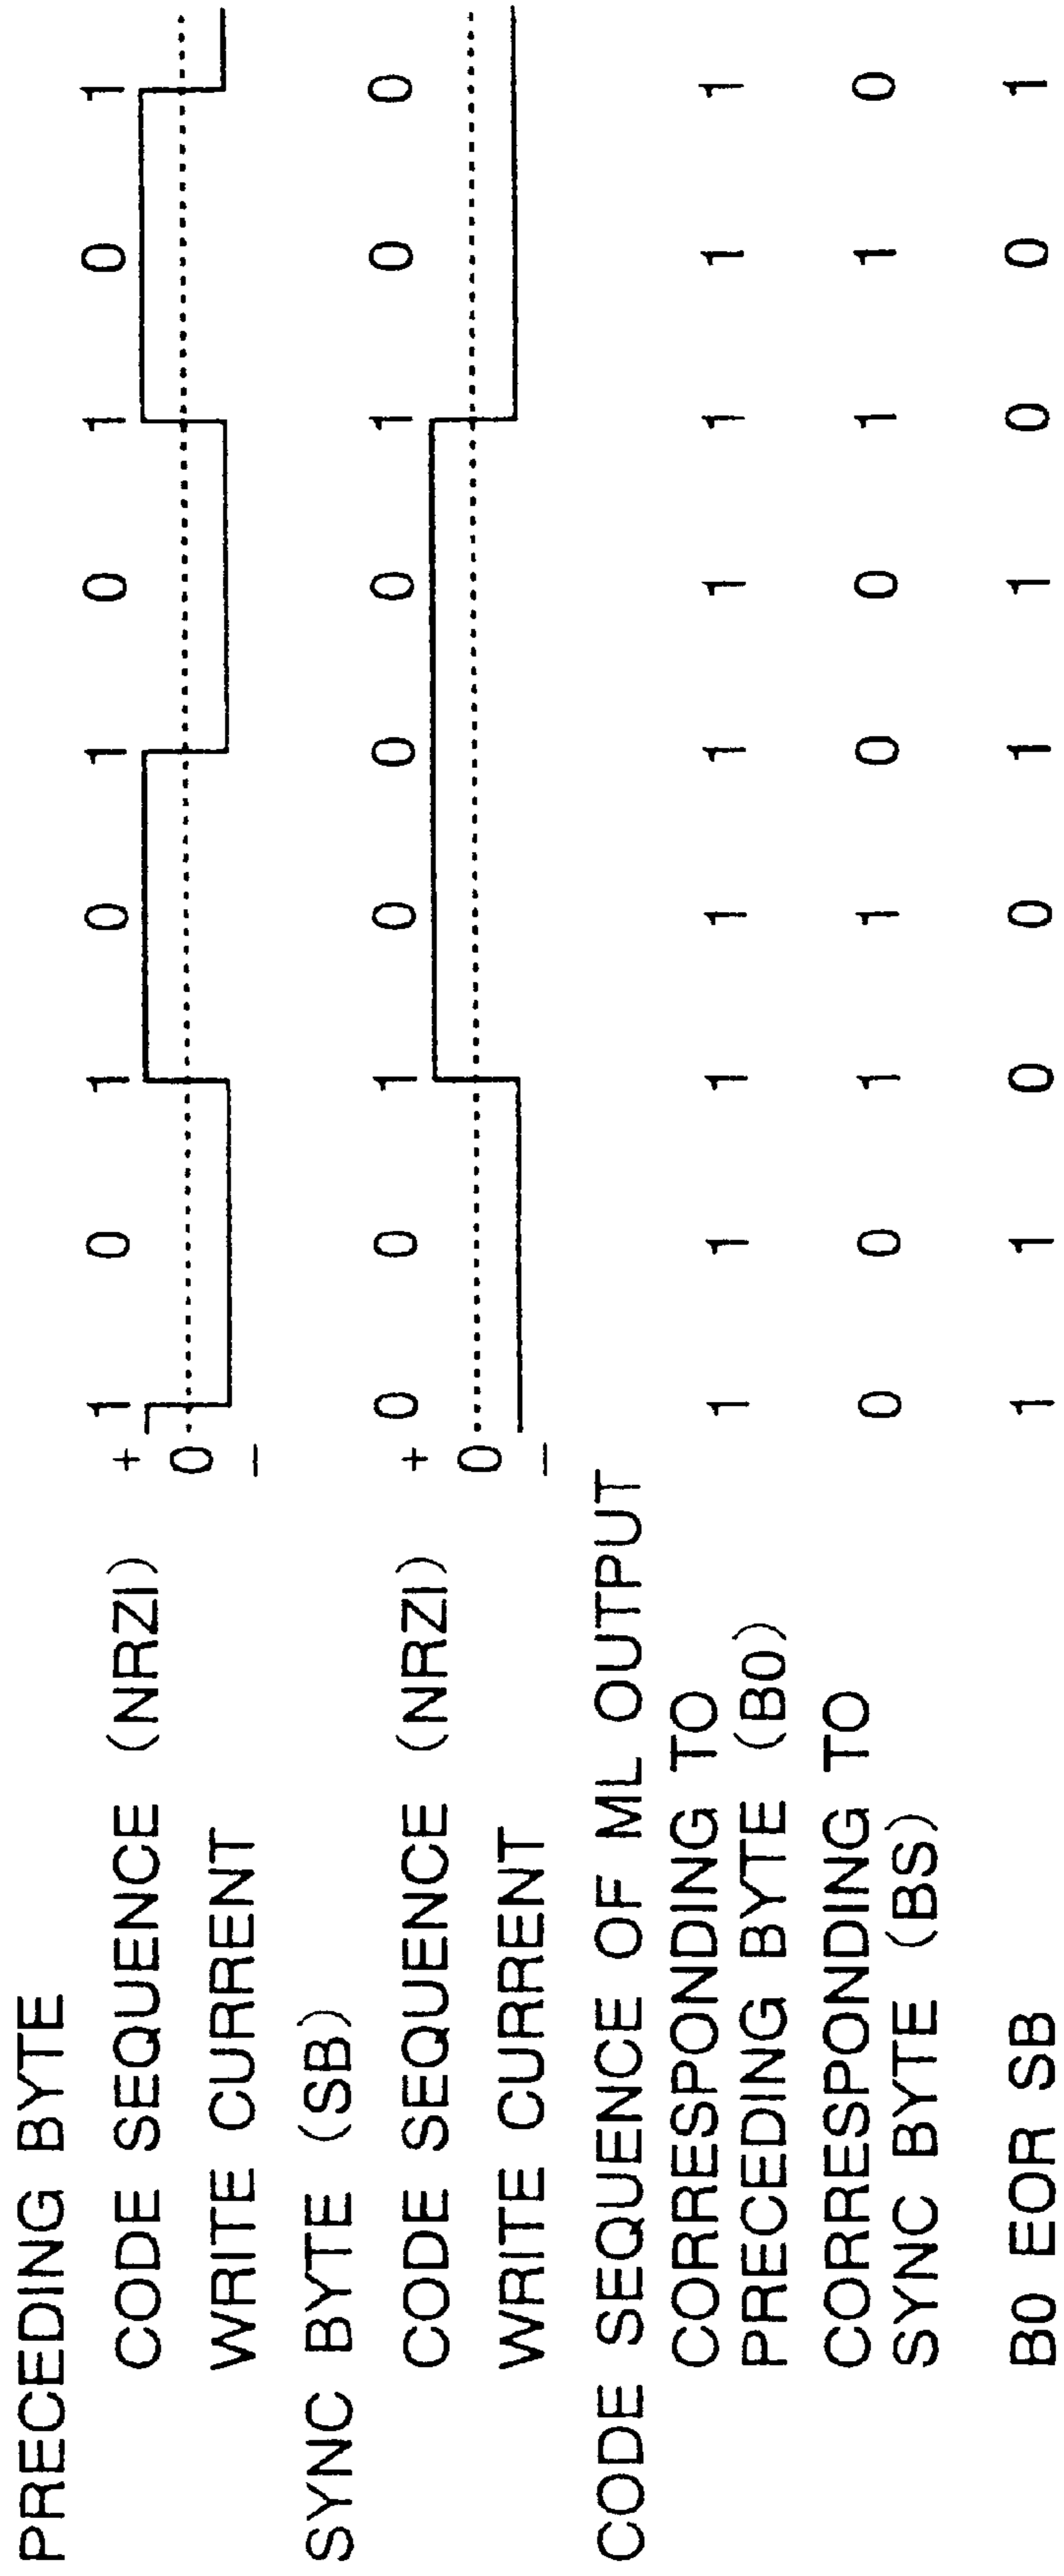 PRECEDING BYTE
CODE SEQUENCE (NRZI) 1 0 1 0 1 0 1 0 1
WRITE CURRENT + 0 −
SYNC BYTE (SB)
CODE SEQUENCE (NRZI) 0 0 1 0 0 0 1 0 0
WRITE CURRENT + 0 −
CODE SEQUENCE OF ML OUTPUT
CORRESPONDING TO
PRECEDING BYTE (B0) 1 1 1 1 1 1 1 1 1
CORRESPONDING TO
SYNC BYTE (BS) 0 0 1 1 0 0 1 1 0
B0 EOR SB 1 1 0 0 1 1 0 0 1